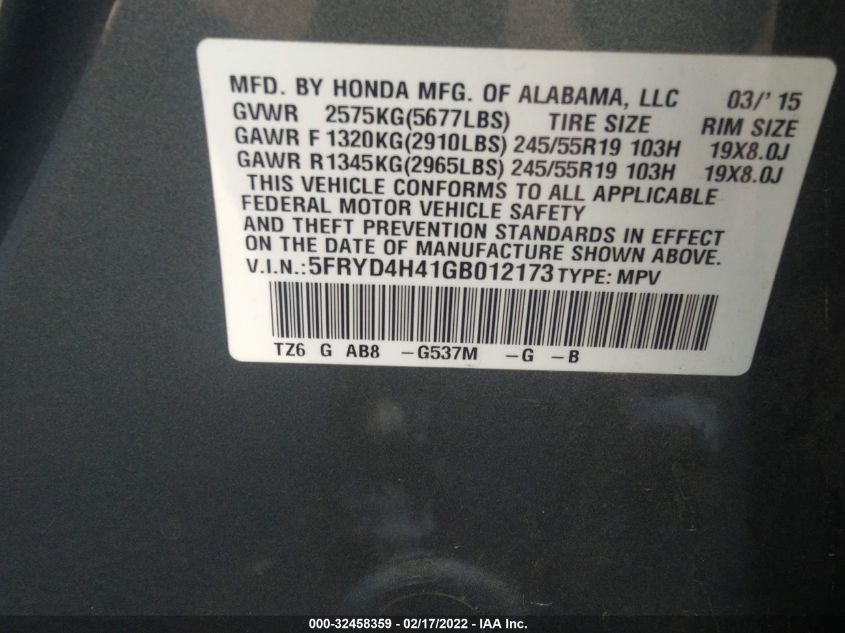 MFD. BY HONDA MFG. OF ALABAMA, LLC 03/' 15
GVWR 2575KG(5677LBS) TIRE SIZE RIM SIZE
GAWR F 1320KG(2910LBS) 245/55R19 103H 19X8.0J
GAWR R1345KG(2965LBS) 245/55R19 103H 19X8.0J
THIS VEHICLE CONFORMS TO ALL APPLICABLE
FEDERAL MOTOR VEHICLE SAFETY
AND THEFT PREVENTION STANDARDS IN EFFECT
ON THE DATE OF MANUFACTURE SHOWN ABOVE.
V.I.N.:5FRYD4H41GB012173 TYPE: MPV
TZ6 G AB8 -G537M -G -B
000-32458359 - 02/17/2022 - IAA Inc.